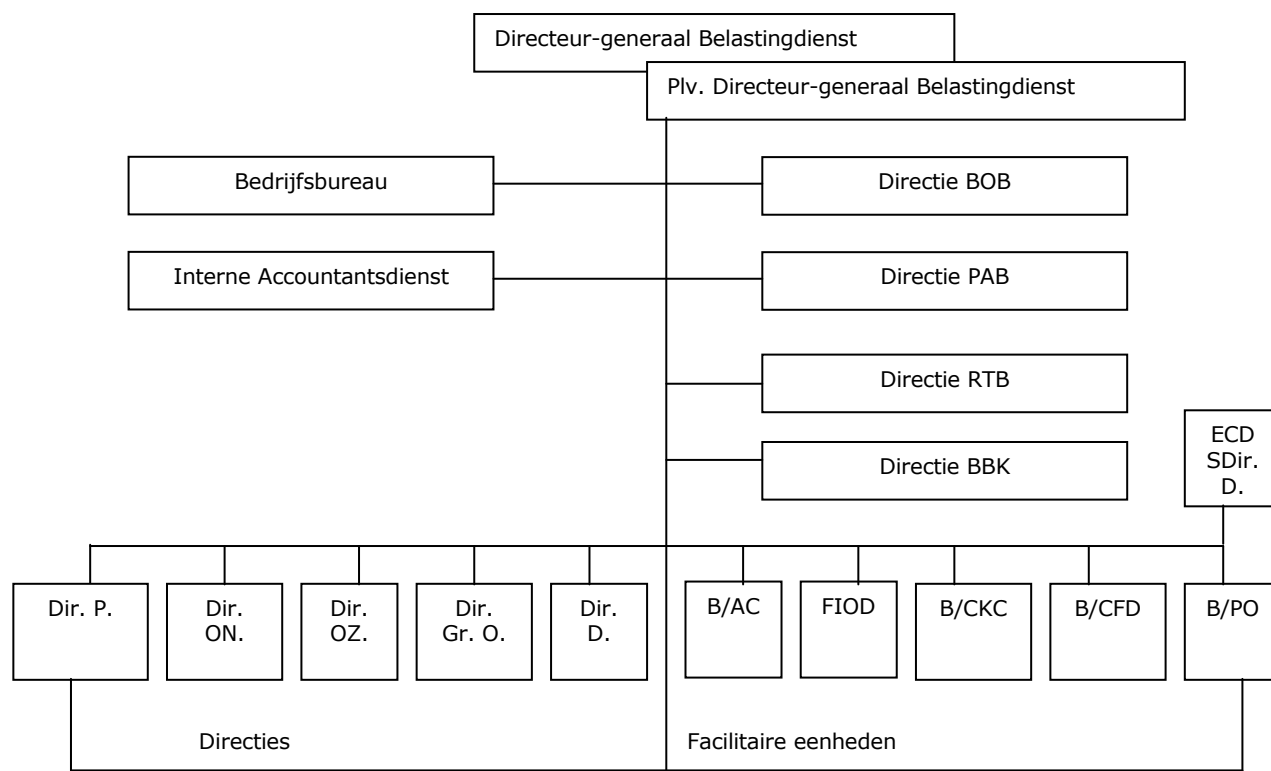 Directeur-generaal Belastingdienst
Plv. Directeur-generaal Belastingdienst
Bedrijfsbureau
Directie BOB
Interne Accountantsdienst
Directie PAB
Directie RTB
Directie BBK
ECD
SDir.
D.
Dir. P.
Dir.
ON.
Dir.
OZ.
Dir.
Gr. O.
Dir.
D.
B/AC
FIOD
B/CKC
B/CFD
B/PO
Directies
Facilitaire eenheden